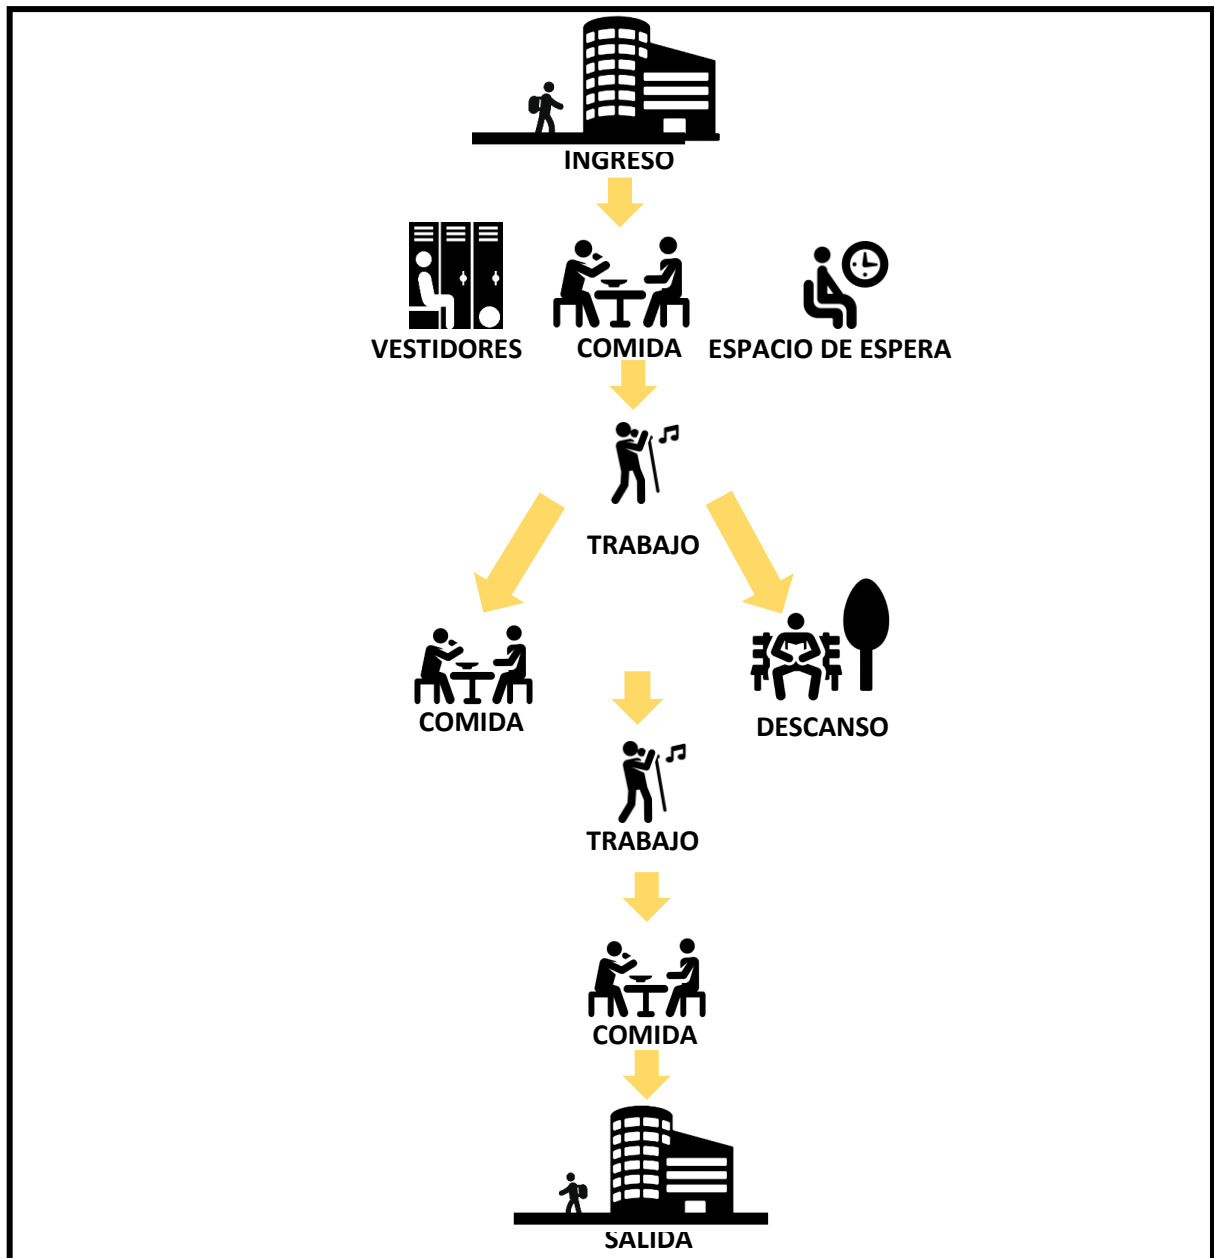 INGRESO
VESTIDORES COMIDA ESPACIO DE ESPERA
TRABAJO
COMIDA DESCANSO
TRABAJO
COMIDA
SALIDA